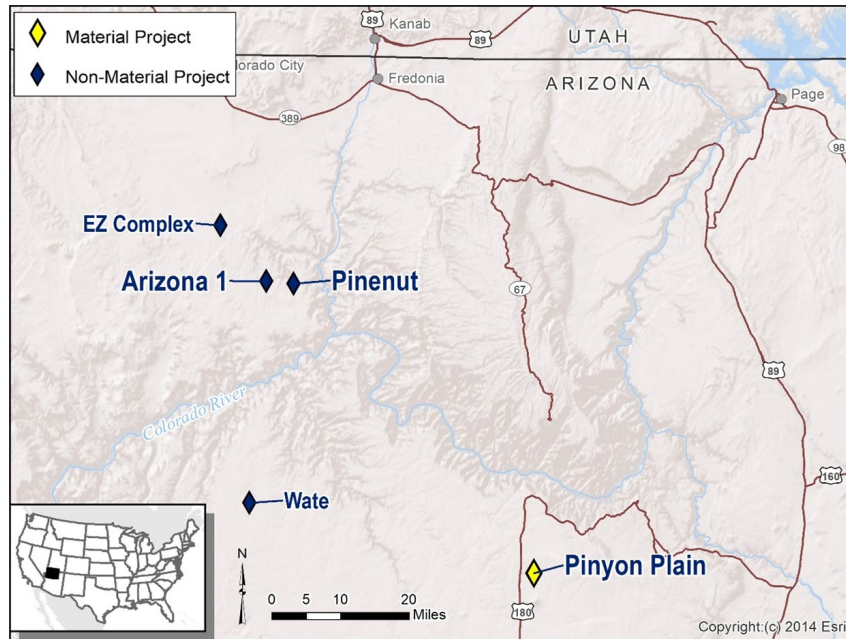 Material Project
Non-Material Project
89
Kanab
89
UTAH
ARIZONA
lorado City
Fredonia
Page
389
98
EZ Complex
Arizona 1
Pinenut
67
89
Colorado River
160
Wate
N
0 5 10 20
Miles
Pinyon Plain
180
Copyright:(c) 2014 Esri